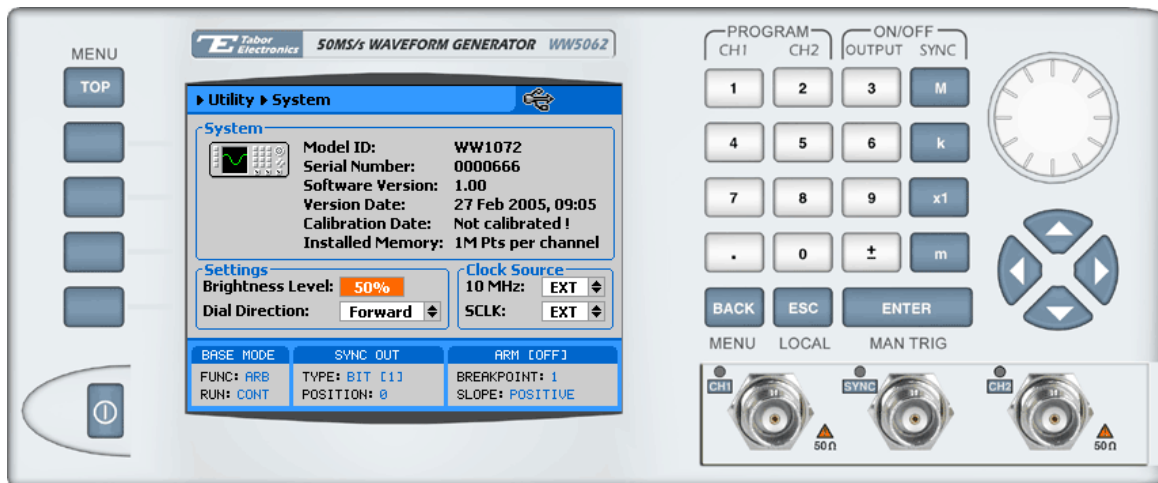 MENU
TOP
Tabor Electronics 50MS/s WAVEFORM GENERATOR WW5062
Utility System
System
Model ID: WW1072
Serial Number: 0000666
Software Version: 1.00
Version Date: 27 Feb 2005, 09:05
Calibration Date: Not calibrated !
Installed Memory: 1M Pts per channel
Settings
Brightness Level: 50%
Dial Direction: Forward
Clock Source
10 MHz: EXT
SCLK: EXT
BASE MODE
FUNC: ARB
RUN: CONT
SYNC OUT
TYPE: BIT [1]
POSITION: 0
ARM [OFF]
BREAKPOINT: 1
SLOPE: POSITIVE
PROGRAM
CH1 CH2
ON/OFF
OUTPUT SYNC
1 2 3 M
4 5 6 k
7 8 9 x1
. 0 ± m
BACK ESC ENTER
MENU LOCAL MAN TRIG
CH1 SYNC CH2
50Ω 50Ω